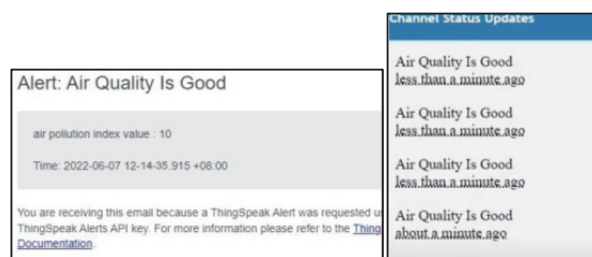 Alert: Air Quality Is Good
air pollution index value : 10
Time: 2022-06-07 12-14-35.915 +08:00
You are receiving this email because a ThingSpeak Alert was requested
ThingSpeak Alerts API key. For more information please refer to the Thing
Documentation.
Channel Status Updates
Air Quality Is Good
less than a minute ago
Air Quality Is Good
less than a minute ago
Air Quality Is Good
less than a minute ago
Air Quality Is Good
about a minute ago